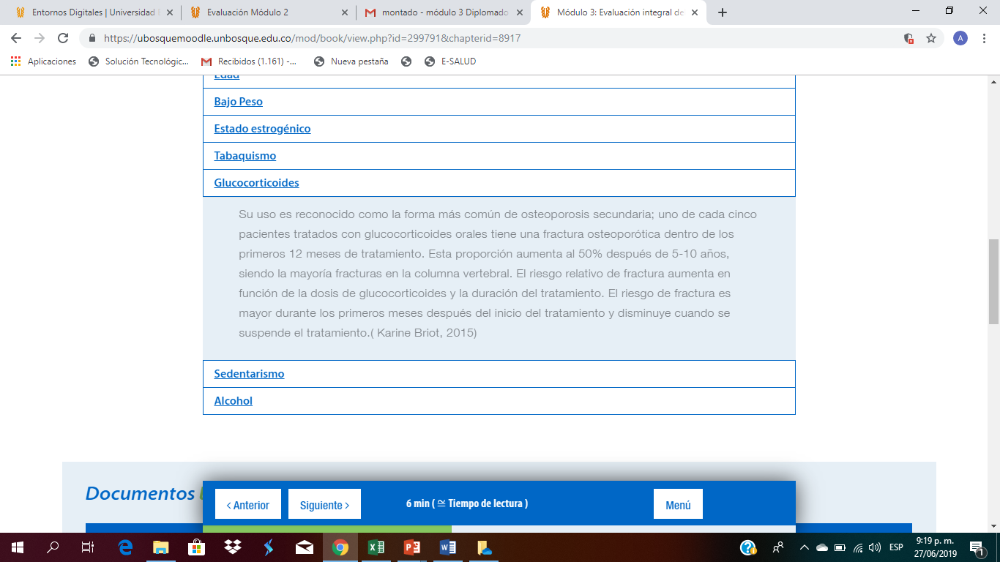 Entornos Digitales | Universidad
Evaluación Módulo 2
montado - módulo 3 Diplomado
Módulo 3: Evaluación integral de
https://ubosquemoodle.unbosque.edu.co/mod/book/view.php?id=299791&chapterid=8917
A
Aplicaciones
Solución Tecnológic...
Recibidos (1.161) -...
Nueva pestaña
E-SALUD
Edad
Bajo Peso
Estado estrogénico
Tabaquismo
Glucocorticoides
Su uso es reconocido como la forma más común de osteoporosis secundaria; uno de cada cinco
pacientes tratados con glucocorticoides orales tiene una fractura osteoporótica dentro de los
primeros 12 meses de tratamiento. Esta proporción aumenta al 50% después de 5-10 años,
siendo la mayoría fracturas en la columna vertebral. El riesgo relativo de fractura aumenta en
función de la dosis de glucocorticoides y la duración del tratamiento. El riesgo de fractura es
mayor durante los primeros meses después del inicio del tratamiento y disminuye cuando se
suspende el tratamiento.( Karine Briot, 2015)
Sedentarismo
Alcohol
Documentos
< Anterior
Siguiente >
6 min ( ≅ Tiempo de lectura )
Menú
ESP
9:19 p. m.
27/06/2019
1